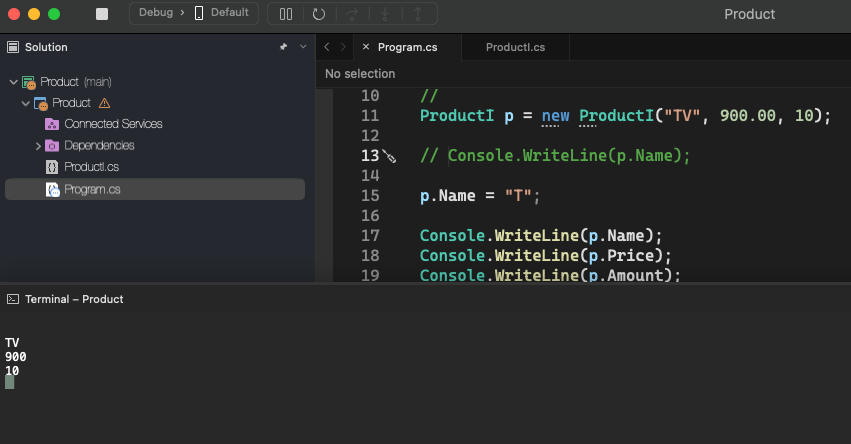 Debug › Default
Product
Solution
Program.cs
ProductI.cs
No selection
Product (main)
Product
Connected Services
Dependencies
ProductI.cs
Program.cs
10 //
11 ProductI p = new ProductI("TV", 900.00, 10);
12
13 // Console.WriteLine(p.Name);
14
15 p.Name = "T";
16
17 Console.WriteLine(p.Name);
18 Console.WriteLine(p.Price);
19 Console.WriteLine(p.Amount);
Terminal – Product
TV
900
10